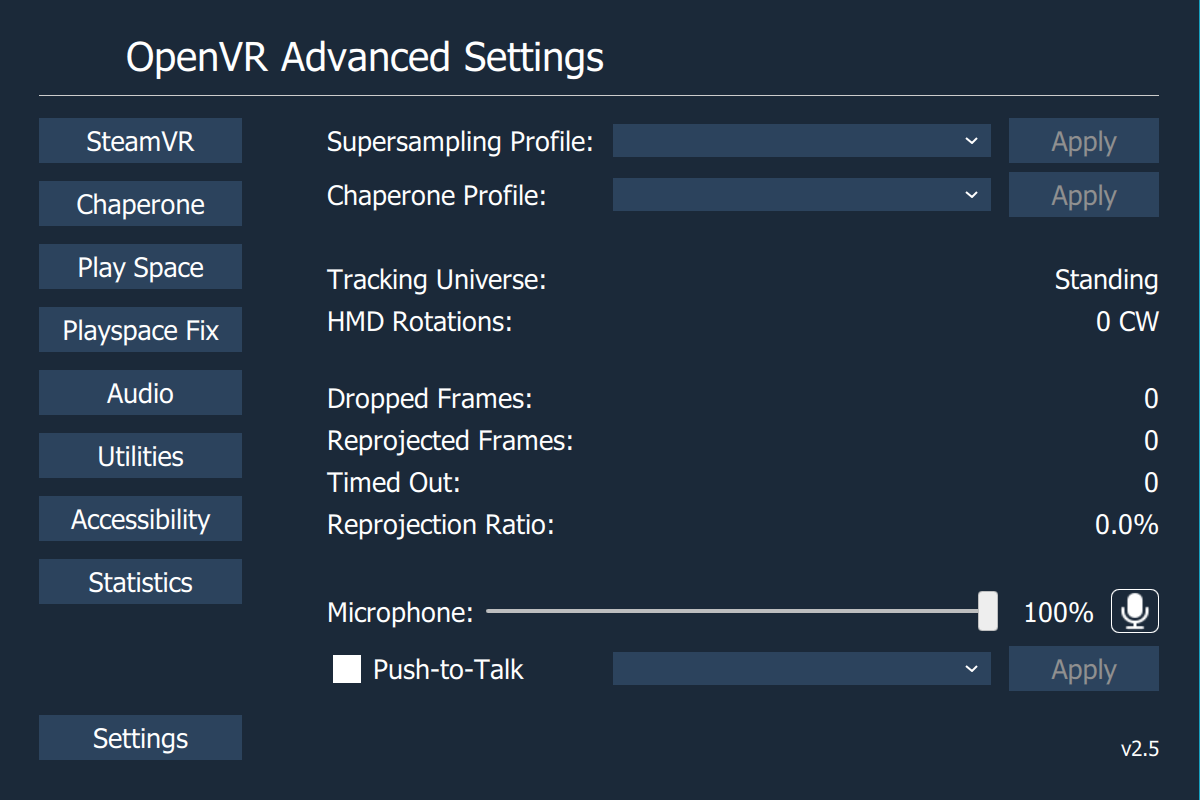 OpenVR Advanced Settings
SteamVR
Chaperone
Play Space
Playspace Fix
Audio
Utilities
Accessibility
Statistics
Settings
Supersampling Profile: Apply
Chaperone Profile: Apply
Tracking Universe: Standing
HMD Rotations: 0 CW
Dropped Frames: 0
Reprojected Frames: 0
Timed Out: 0
Reprojection Ratio: 0.0%
Microphone: 100%
Push-to-Talk Apply
v2.5